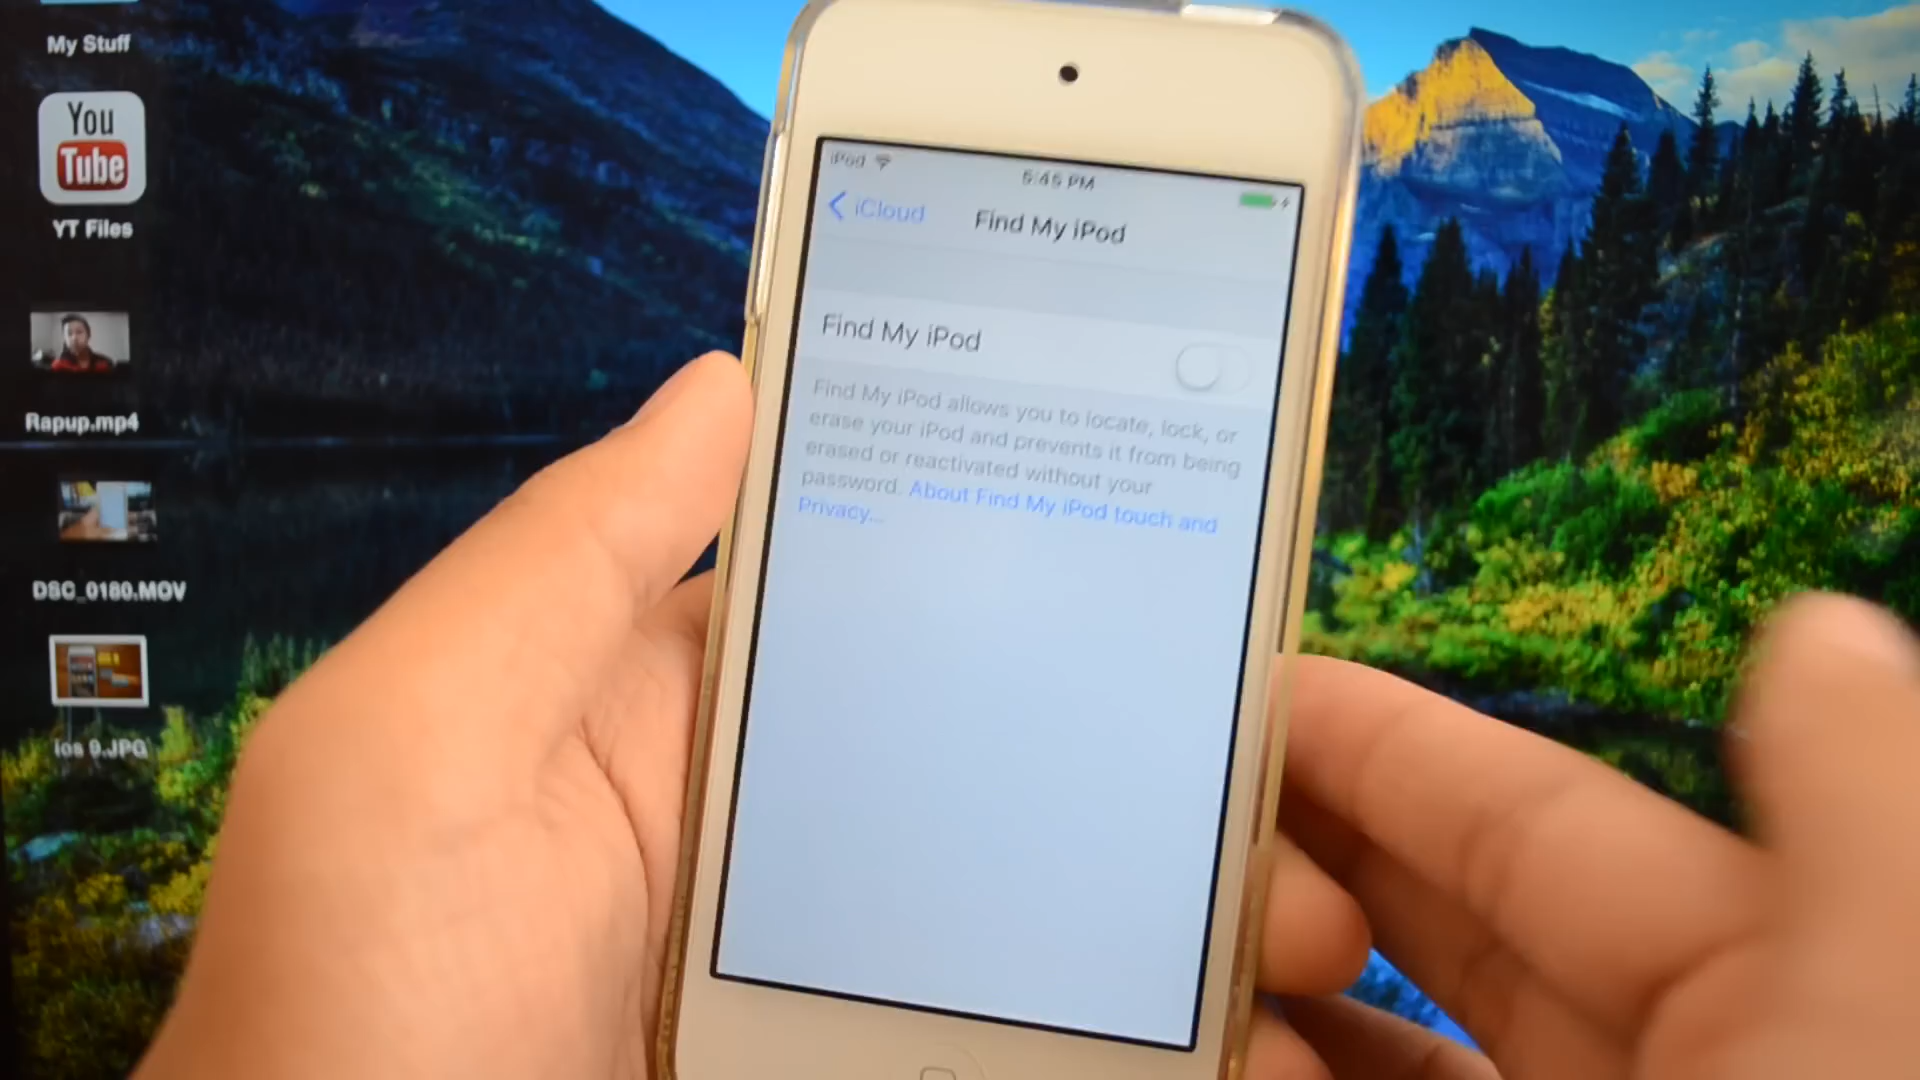 My Stuff
You
Tube
YT Files
Rapup.mp4
DSC_0180.MOV
ios 9.JPG
iPod
5:45 PM
iCloud
Find My iPod
Find My iPod
Find My iPod allows you to locate, lock, or
erase your iPod and prevents it from being
erased or reactivated without your
password. About Find My iPod touch and
Privacy...